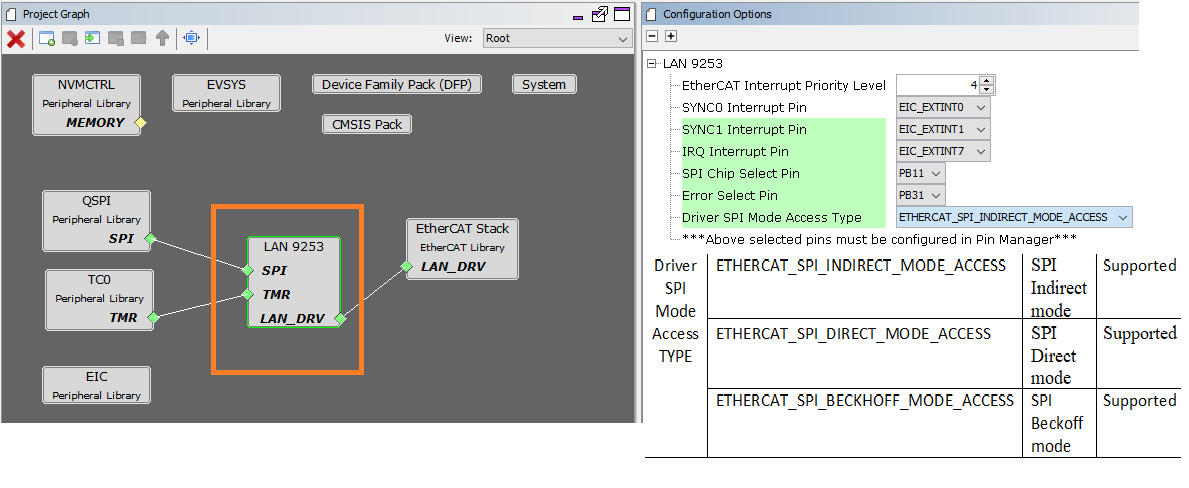 Project Graph
View:
Root
NVMCTRL
Peripheral Library
MEMORY
EVSYS
Peripheral Library
Device Family Pack (DFP)
System
CMSIS Pack
QSPI
Peripheral Library
SPI
TC0
Peripheral Library
TMR
EIC
Peripheral Library
LAN 9253
SPI
TMR
LAN_DRV
EtherCAT Stack
EtherCAT Library
LAN_DRV
Configuration Options
LAN 9253
EtherCAT Interrupt Priority Level 4
SYNC0 Interrupt Pin EIC_EXTINT0
SYNC1 Interrupt Pin EIC_EXTINT1
IRQ Interrupt Pin EIC_EXTINT7
SPI Chip Select Pin PB11
Error Select Pin PB31
Driver SPI Mode Access Type ETHERCAT_SPI_INDIRECT_MODE_ACCESS
***Above selected pins must be configured in Pin Manager***
Driver
SPI
Mode
Access
TYPE
ETHERCAT_SPI_INDIRECT_MODE_ACCESS
SPI
Indirect
mode
Supported
ETHERCAT_SPI_DIRECT_MODE_ACCESS
SPI
Direct
mode
Supported
ETHERCAT_SPI_BECKHOFF_MODE_ACCESS
SPI
Beckoff
mode
Supported